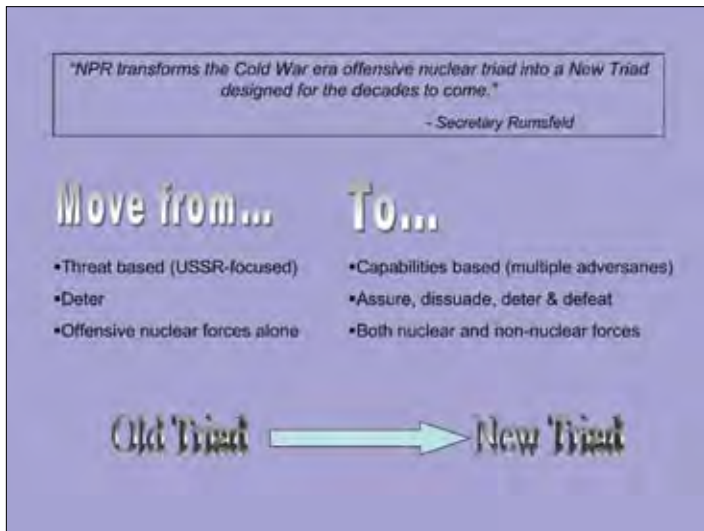 "NPR transforms the Cold War era offensive nuclear triad into a New Triad
designed for the decades to come."
- Secretary Rumsfeld
Move from...
To...
▪Threat based (USSR-focused)
▪Capabilities based (multiple adversaries)
▪Deter
▪Assure, dissuade, deter & defeat
▪Offensive nuclear forces alone
▪Both nuclear and non-nuclear forces
Old Triad
New Triad